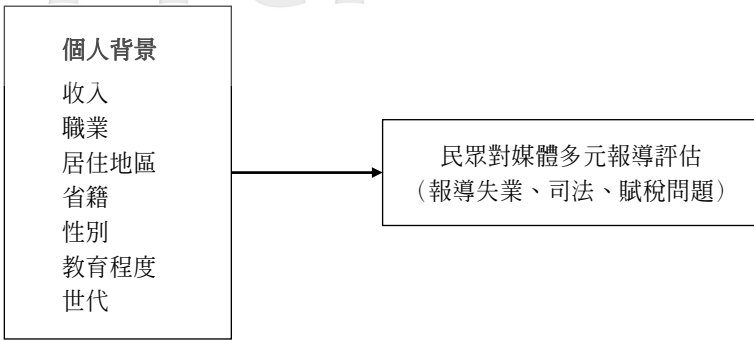 個人背景
收入
職業
居住地區
省籍
性別
教育程度
世代
民眾對媒體多元報導評估
（報導失業、司法、賦稅問題）